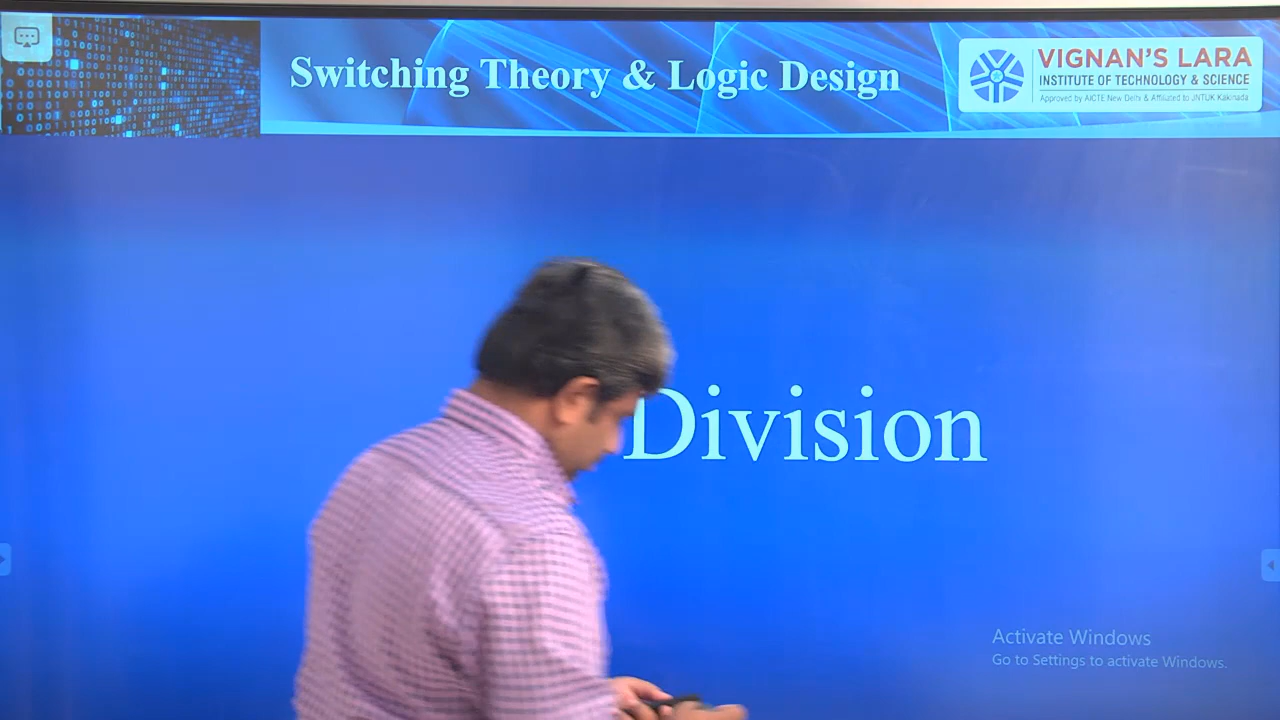 Switching Theory & Logic Design
VIGNAN'S LARA
INSTITUTE OF TECHNOLOGY & SCIENCE
Approved by AICTE New Delhi & Affiliated to JNTUK Kakinada
Division
Activate Windows
Go to Settings to activate Windows.